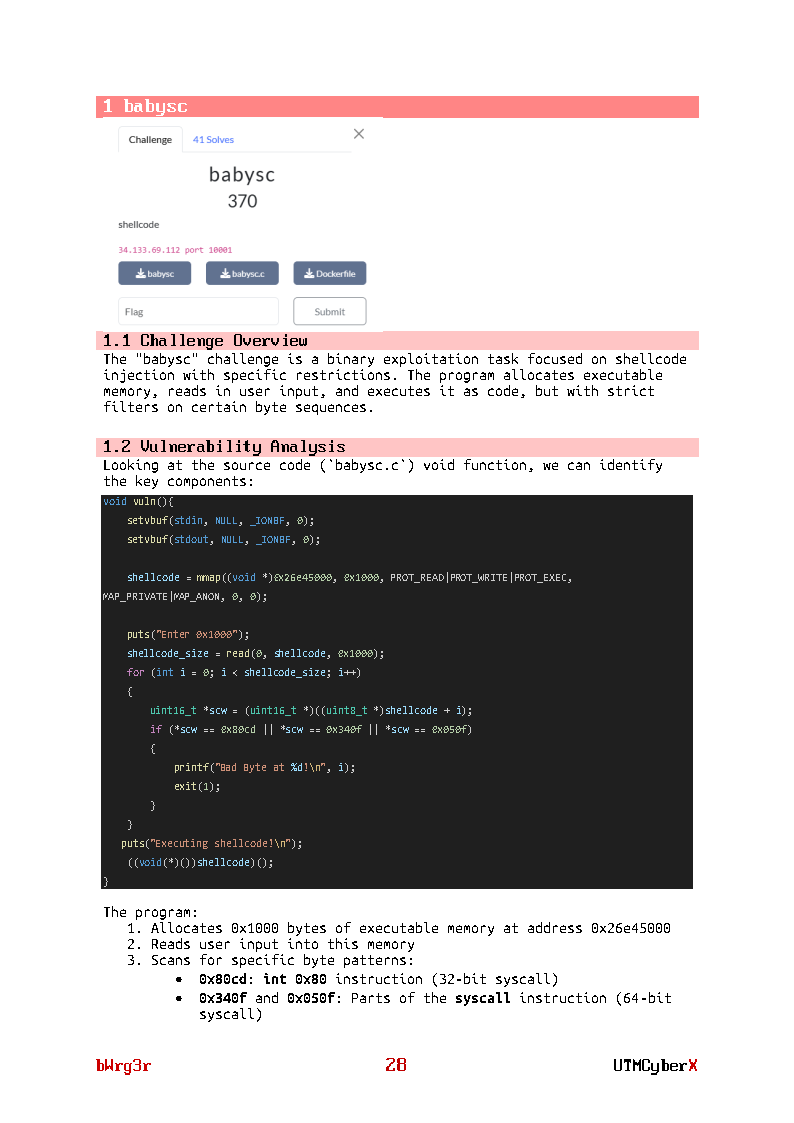 1 babysc
Challenge
41 Solves
babysc
370
shellcode
34.133.69.112 port 10001
babysc
babysc.c
Dockerfile
Flag
Submit
1.1 Challenge Overview
The "babysc" challenge is a binary exploitation task focused on shellcode
injection with specific restrictions. The program allocates executable
memory, reads in user input, and executes it as code, but with strict
filters on certain byte sequences.
1.2 Vulnerability Analysis
Looking at the source code (`babysc.c`) void function, we can identify
the key components:
void vuln(){
    setvbuf(stdin, NULL, _IONBF, 0);
    setvbuf(stdout, NULL, _IONBF, 0);
    shellcode = mmap((void *)0x26e45000, 0x1000, PROT_READ|PROT_WRITE|PROT_EXEC,
MAP_PRIVATE|MAP_ANON, 0, 0);
    puts("Enter 0x1000");
    shellcode_size = read(0, shellcode, 0x1000);
    for (int i = 0; i < shellcode_size; i++)
    {
        uint16_t *scw = (uint16_t *)((uint8_t *)shellcode + i);
        if (*scw == 0x80cd || *scw == 0x340f || *scw == 0x050f)
        {
            printf("Bad Byte at %d!\n", i);
            exit(1);
        }
    }
   puts("Executing shellcode!\n");
    ((void(*)())shellcode)();
}
The program:
1. Allocates 0x1000 bytes of executable memory at address 0x26e45000
2. Reads user input into this memory
3. Scans for specific byte patterns:
• 0x80cd: int 0x80 instruction (32-bit syscall)
• 0x340f and 0x050f: Parts of the syscall instruction (64-bit
syscall)
bWrg3r
28
UTMCyberX